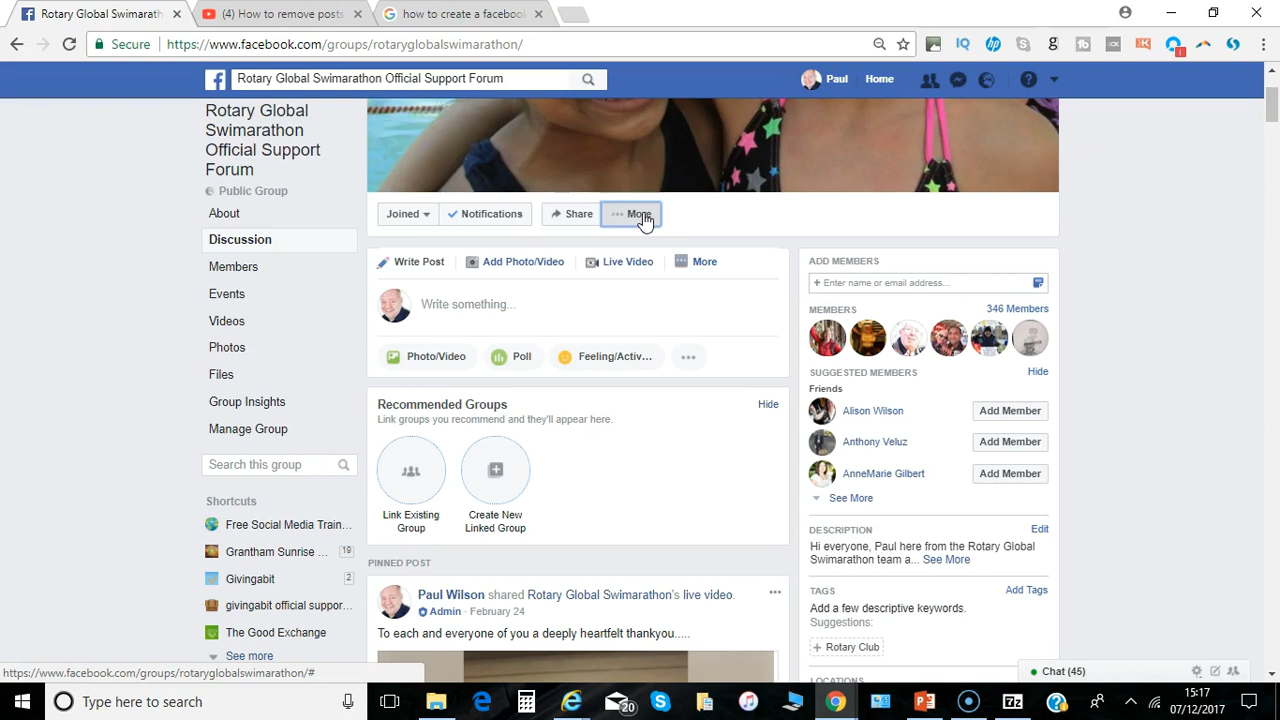 Rotary Global Swimarath
(4) How to remove posts
how to create a facebook
Secure
https://www.facebook.com/groups/rotaryglobalswimarathon/
Rotary Global Swimarathon Official Support Forum
Paul
Home
Rotary Global
Swimarathon
Official Support
Forum
Public Group
About
Discussion
Members
Events
Videos
Photos
Files
Group Insights
Manage Group
Search this group
Shortcuts
Free Social Media Train...
Grantham Sunrise ... 19
Givingabit 2
givingabit official suppor...
The Good Exchange
See more
Joined
Notifications
Share
More
Write Post
Add Photo/Video
Live Video
More
Write something...
Photo/Video
Poll
Feeling/Activ...
Recommended Groups
Hide
Link groups you recommend and they'll appear here.
Link Existing
Group
Create New
Linked Group
PINNED POST
Paul Wilson shared Rotary Global Swimarathon's live video.
Admin · February 24
To each and everyone of you a deeply heartfelt thankyou.....
ADD MEMBERS
+ Enter name or email address...
MEMBERS
346 Members
SUGGESTED MEMBERS
Hide
Friends
Alison Wilson
Add Member
Anthony Veluz
Add Member
AnneMarie Gilbert
Add Member
See More
DESCRIPTION
Edit
Hi everyone, Paul here from the Rotary Global
Swimarathon team a... See More
TAGS
Add Tags
Add a few descriptive keywords.
Suggestions:
+ Rotary Club
LOCATIONS
Chat (45)
https://www.facebook.com/groups/rotaryglobalswimarathon/#
Type here to search
20
15:17
07/12/2017